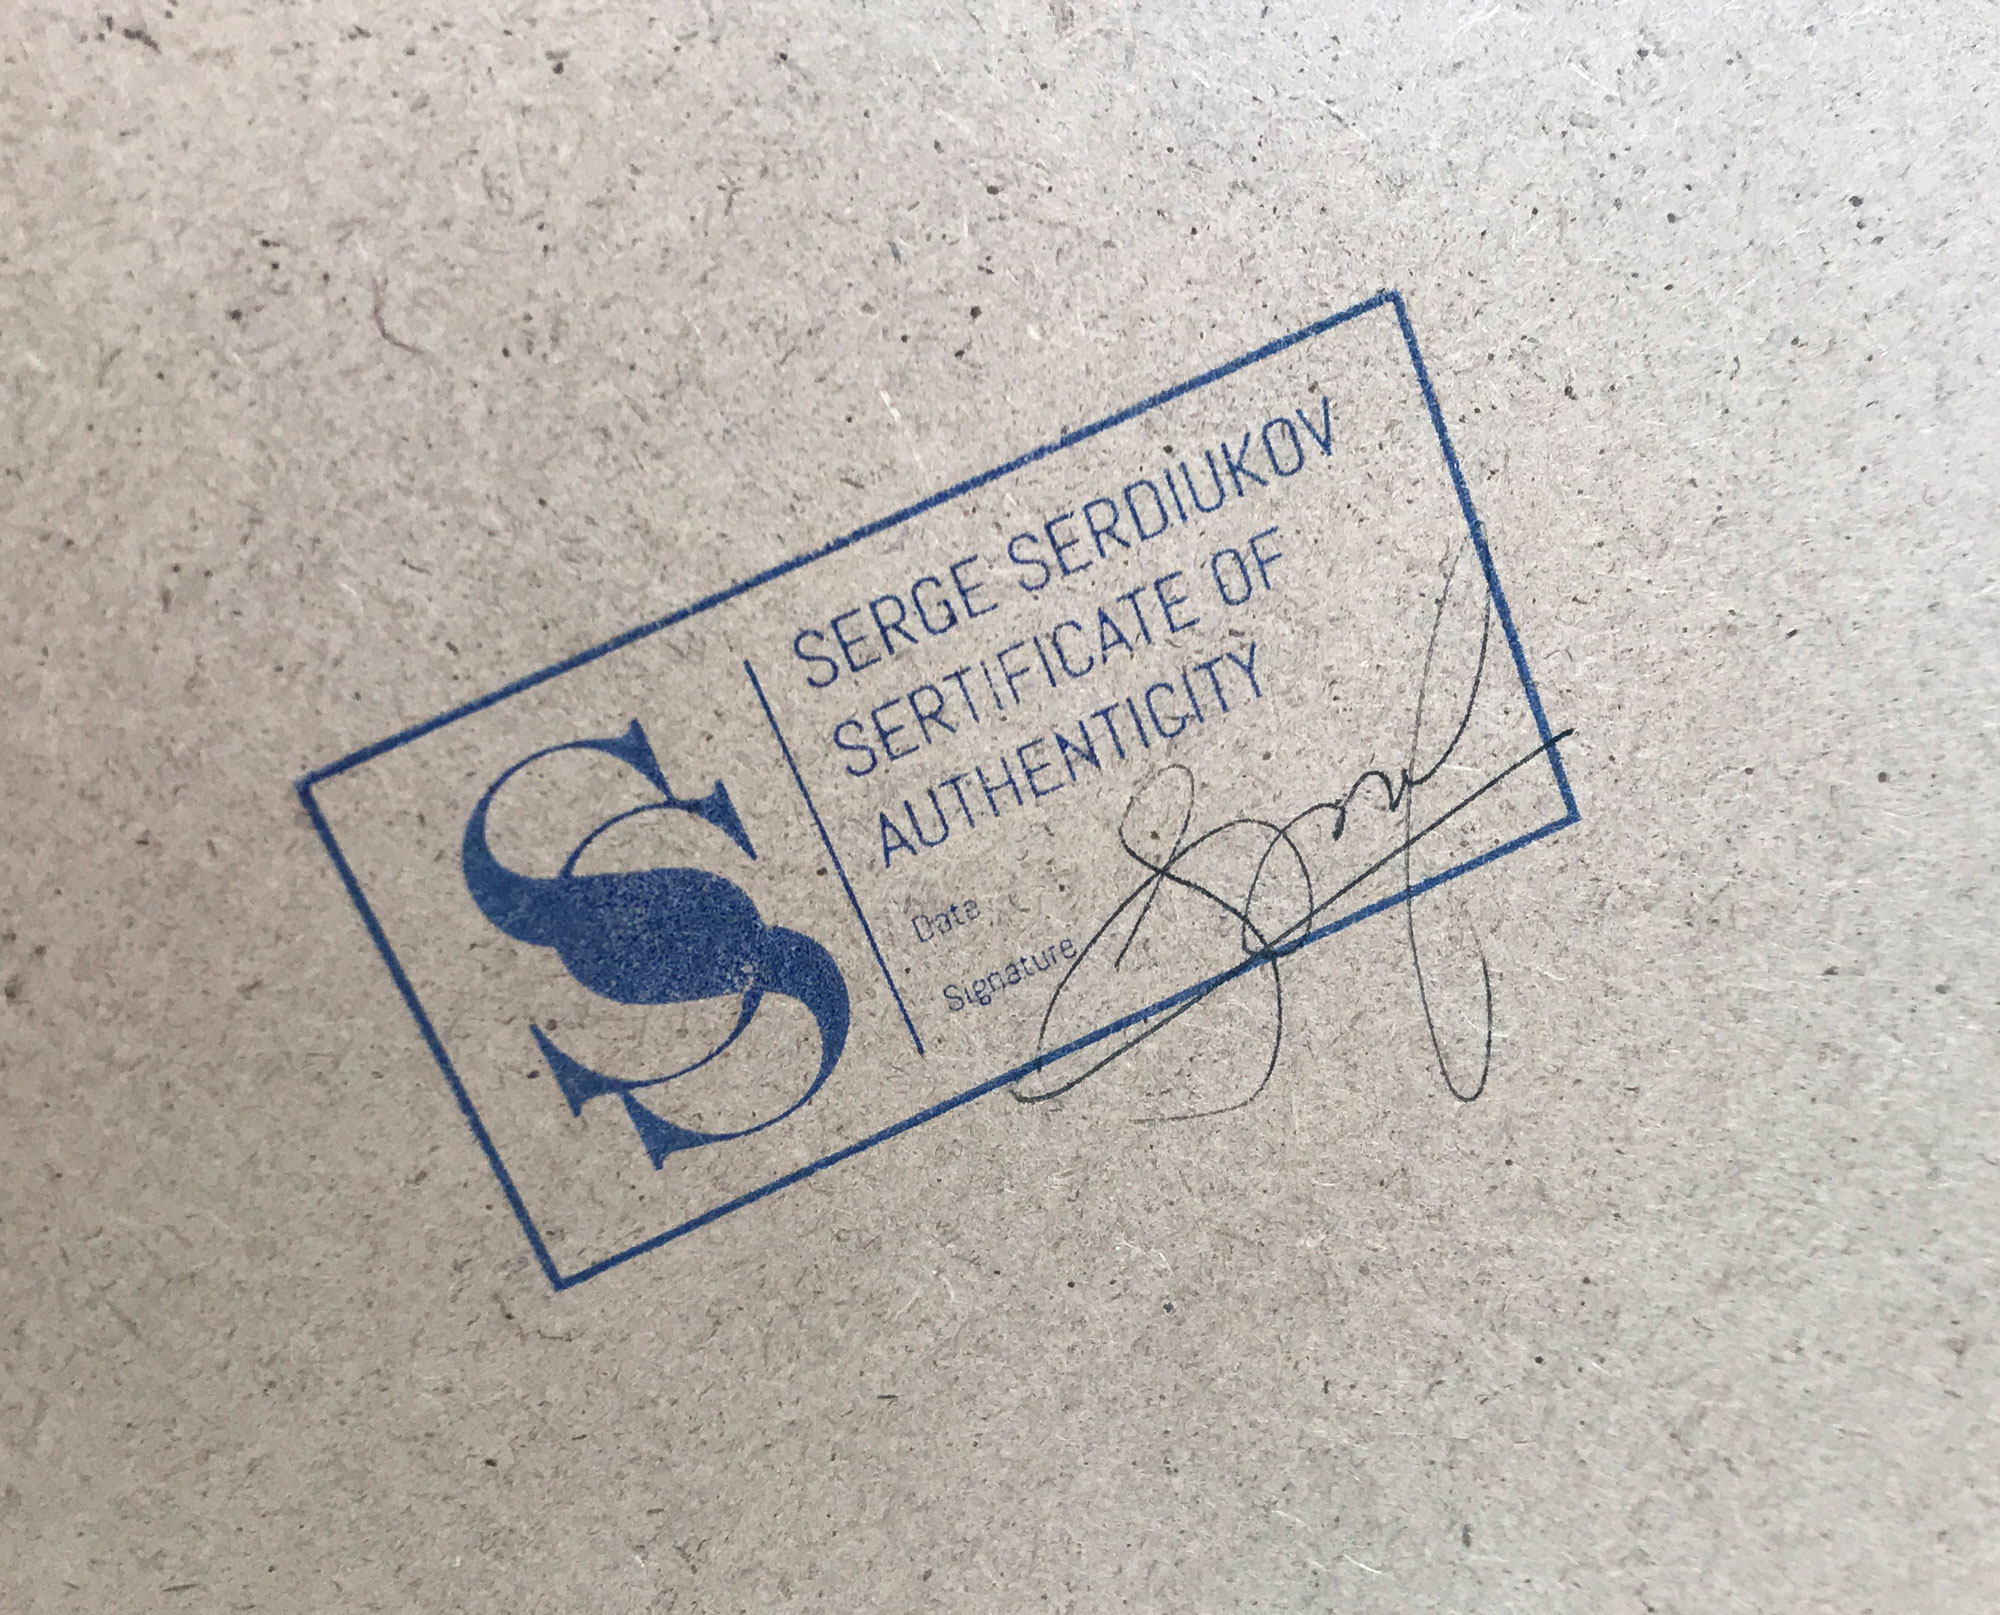 SS
SERGE SERDIUKOV
SERTIFICATE OF
AUTHENTICITY
Data
Signature